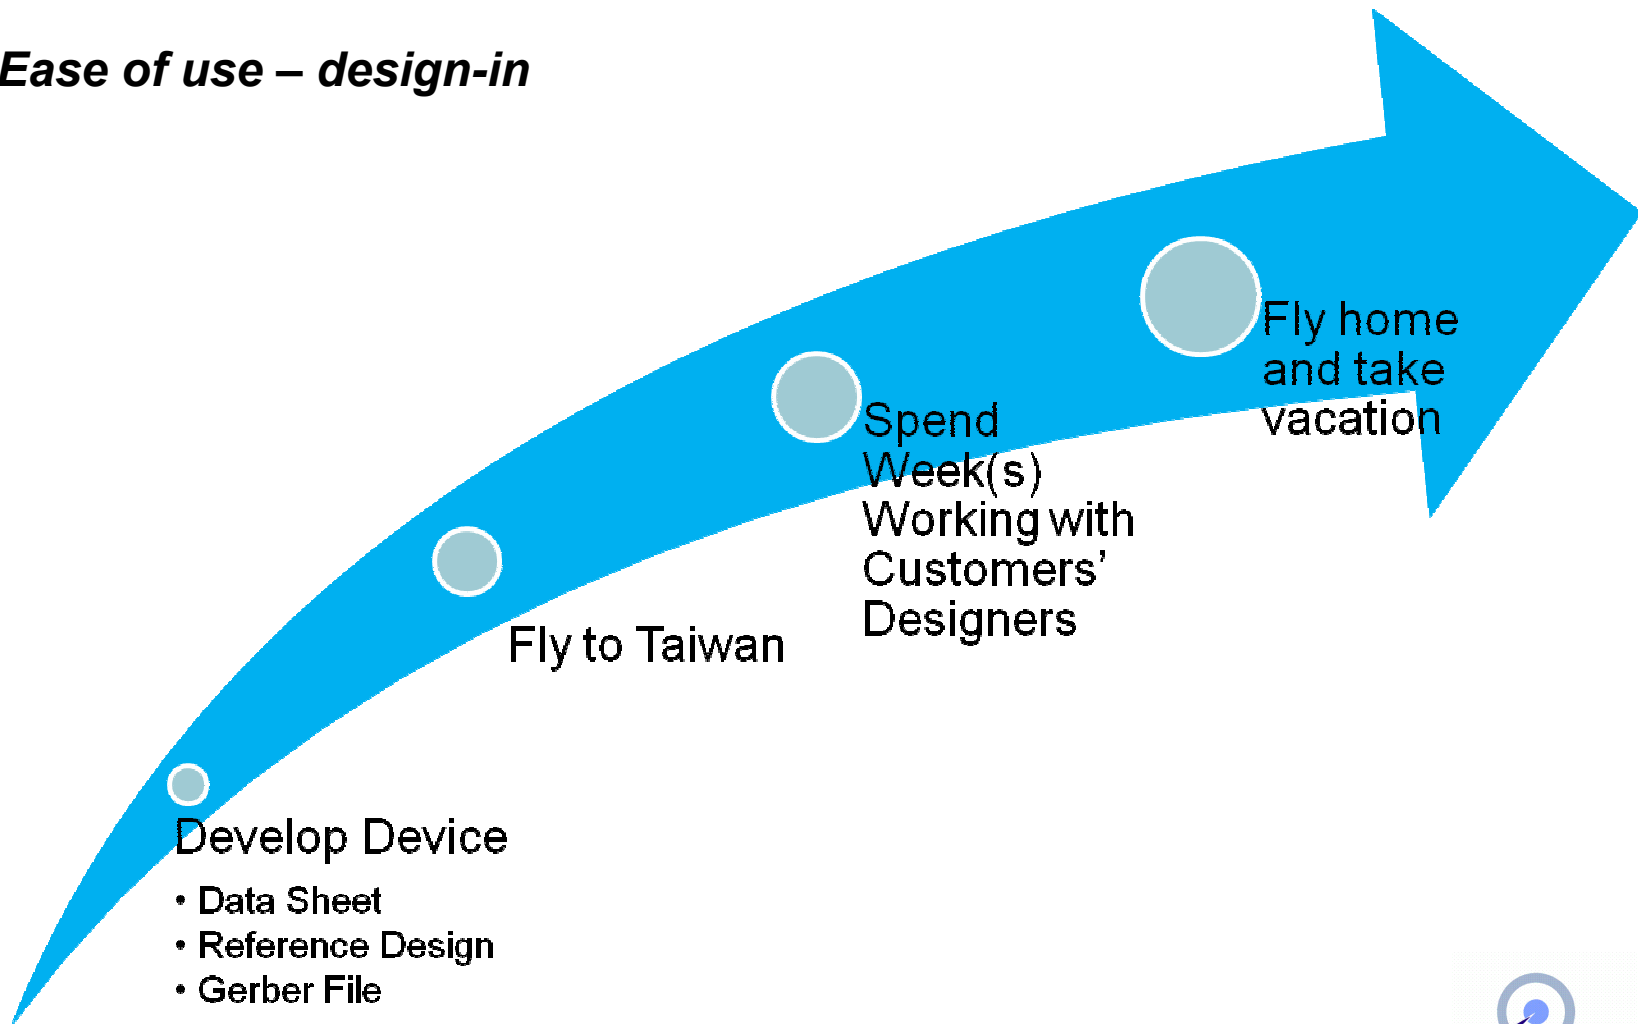 Ease of use – design-in
Fly home
and take
vacation
Spend
Week(s)
Working with
Customers’
Designers
Fly to Taiwan
Develop Device
• Data Sheet
• Reference Design
• Gerber File